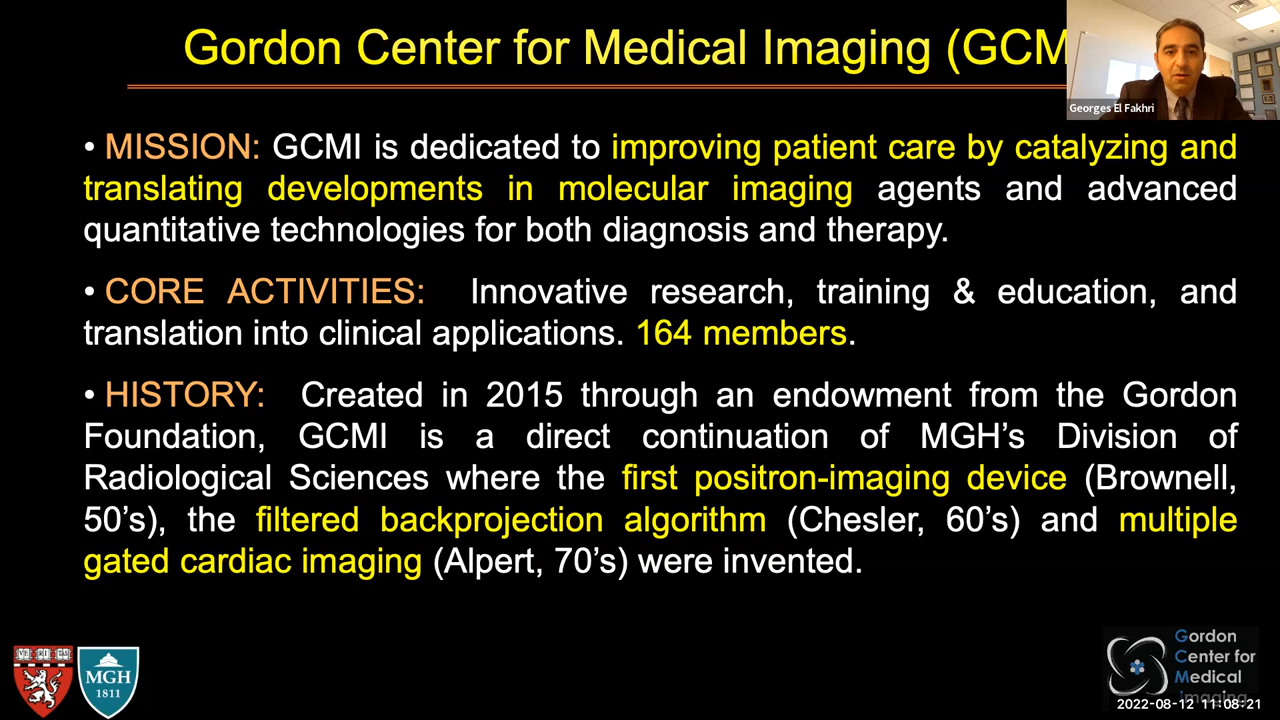 Gordon Center for Medical Imaging (GCM
Georges El Fakhri
• MISSION: GCMI is dedicated to improving patient care by catalyzing and
translating developments in molecular imaging agents and advanced
quantitative technologies for both diagnosis and therapy.
• CORE ACTIVITIES: Innovative research, training & education, and
translation into clinical applications. 164 members.
• HISTORY: Created in 2015 through an endowment from the Gordon
Foundation, GCMI is a direct continuation of MGH’s Division of
Radiological Sciences where the first positron-imaging device (Brownell,
50’s), the filtered backprojection algorithm (Chesler, 60’s) and multiple
gated cardiac imaging (Alpert, 70’s) were invented.
MGH
1811
Gordon
Center for
Medical
Imaging
2022-08-12 11:08:21